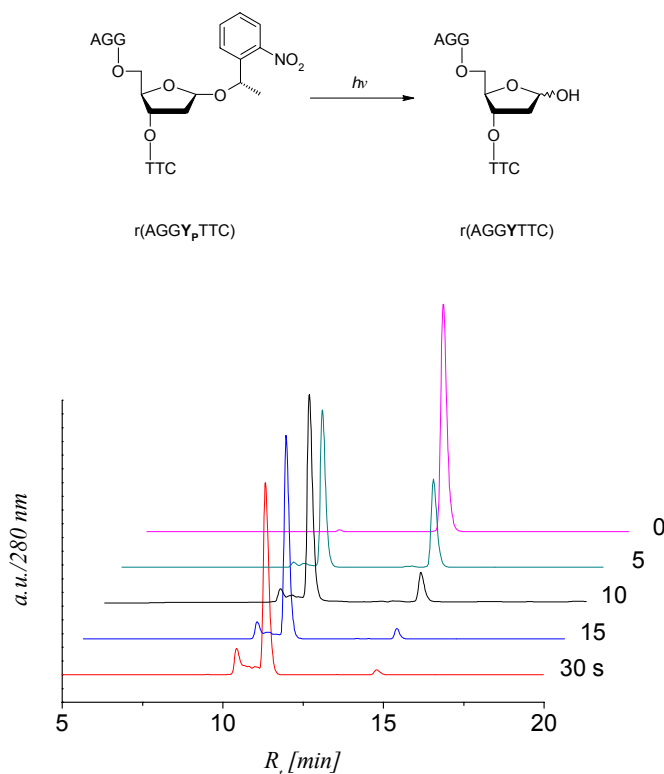 AGG
O
O
O
NO2
O
TTC
r(AGGYPTTC)
hν
AGG
O
O
OH
O
TTC
r(AGGYTTC)
a.u./280 nm
0
5
10
15
30 s
5
10
15
20
Rt [min]